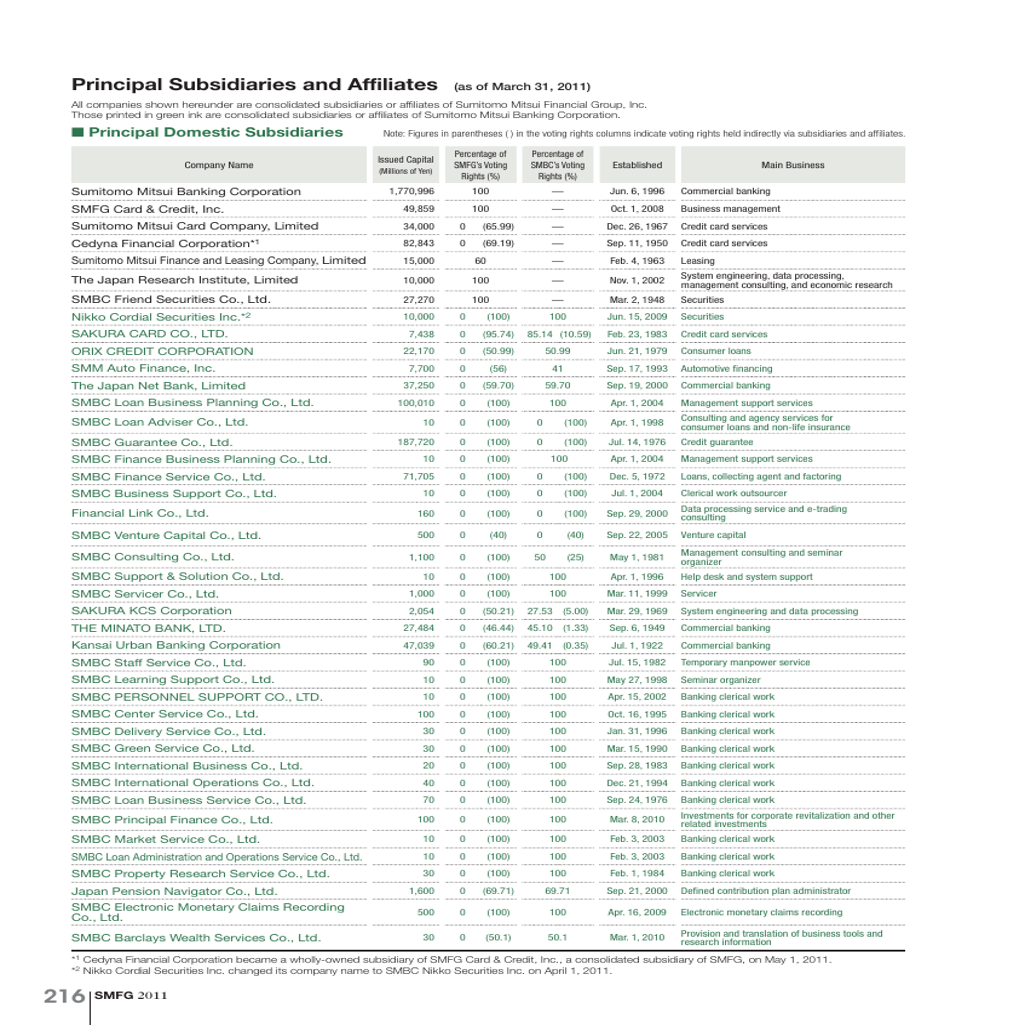 Principal Subsidiaries and Affiliates (as of March 31, 2011)
All companies shown hereunder are consolidated subsidiaries or affiliates of Sumitomo Mitsui Financial Group, Inc.
Those printed in green ink are consolidated subsidiaries or affiliates of Sumitomo Mitsui Banking Corporation.
■ Principal Domestic Subsidiaries Note: Figures in parentheses ( ) in the voting rights columns indicate voting rights held indirectly via subsidiaries and affiliates.
Company Name Issued Capital (Millions of Yen) Percentage of SMFG's Voting Rights (%) Percentage of SMBC's Voting Rights (%) Established Main Business
Sumitomo Mitsui Banking Corporation 1,770,996 100 — Jun. 6, 1996 Commercial banking
SMFG Card & Credit, Inc. 49,859 100 — Oct. 1, 2008 Business management
Sumitomo Mitsui Card Company, Limited 34,000 0 (65.99) — Dec. 26, 1967 Credit card services
Cedyna Financial Corporation*1 82,843 0 (69.19) — Sep. 11, 1950 Credit card services
Sumitomo Mitsui Finance and Leasing Company, Limited 15,000 60 — Feb. 4, 1963 Leasing
The Japan Research Institute, Limited 10,000 100 — Nov. 1, 2002 System engineering, data processing,
management consulting, and economic research
SMBC Friend Securities Co., Ltd. 27,270 100 — Mar. 2, 1948 Securities
Nikko Cordial Securities Inc.*2 10,000 0 (100) 100 Jun. 15, 2009 Securities
SAKURA CARD CO., LTD. 7,438 0 (95.74) 85.14 (10.59) Feb. 23, 1983 Credit card services
ORIX CREDIT CORPORATION 22,170 0 (50.99) 50.99 Jun. 21, 1979 Consumer loans
SMM Auto Finance, Inc. 7,700 0 (56) 41 Sep. 17, 1993 Automotive financing
The Japan Net Bank, Limited 37,250 0 (59.70) 59.70 Sep. 19, 2000 Commercial banking
SMBC Loan Business Planning Co., Ltd. 100,010 0 (100) 100 Apr. 1, 2004 Management support services
SMBC Loan Adviser Co., Ltd. 10 0 (100) 0 (100) Apr. 1, 1998 Consulting and agency services for
consumer loans and non-life insurance
SMBC Guarantee Co., Ltd. 187,720 0 (100) 0 (100) Jul. 14, 1976 Credit guarantee
SMBC Finance Business Planning Co., Ltd. 10 0 (100) 100 Apr. 1, 2004 Management support services
SMBC Finance Service Co., Ltd. 71,705 0 (100) 0 (100) Dec. 5, 1972 Loans, collecting agent and factoring
SMBC Business Support Co., Ltd. 10 0 (100) 0 (100) Jul. 1, 2004 Clerical work outsourcer
Financial Link Co., Ltd. 160 0 (100) 0 (100) Sep. 29, 2000 Data processing service and e-trading
consulting
SMBC Venture Capital Co., Ltd. 500 0 (40) 0 (40) Sep. 22, 2005 Venture capital
SMBC Consulting Co., Ltd. 1,100 0 (100) 50 (25) May 1, 1981 Management consulting and seminar
organizer
SMBC Support & Solution Co., Ltd. 10 0 (100) 100 Apr. 1, 1996 Help desk and system support
SMBC Servicer Co., Ltd. 1,000 0 (100) 100 Mar. 11, 1999 Servicer
SAKURA KCS Corporation 2,054 0 (50.21) 27.53 (5.00) Mar. 29, 1969 System engineering and data processing
THE MINATO BANK, LTD. 27,484 0 (46.44) 45.10 (1.33) Sep. 6, 1949 Commercial banking
Kansai Urban Banking Corporation 47,039 0 (60.21) 49.41 (0.35) Jul. 1, 1922 Commercial banking
SMBC Staff Service Co., Ltd. 90 0 (100) 100 Jul. 15, 1982 Temporary manpower service
SMBC Learning Support Co., Ltd. 10 0 (100) 100 May 27, 1998 Seminar organizer
SMBC PERSONNEL SUPPORT CO., LTD. 10 0 (100) 100 Apr. 15, 2002 Banking clerical work
SMBC Center Service Co., Ltd. 100 0 (100) 100 Oct. 16, 1995 Banking clerical work
SMBC Delivery Service Co., Ltd. 30 0 (100) 100 Jan. 31, 1996 Banking clerical work
SMBC Green Service Co., Ltd. 30 0 (100) 100 Mar. 15, 1990 Banking clerical work
SMBC International Business Co., Ltd. 20 0 (100) 100 Sep. 28, 1983 Banking clerical work
SMBC International Operations Co., Ltd. 40 0 (100) 100 Dec. 21, 1994 Banking clerical work
SMBC Loan Business Service Co., Ltd. 70 0 (100) 100 Sep. 24, 1976 Banking clerical work
SMBC Principal Finance Co., Ltd. 100 0 (100) 100 Mar. 8, 2010 Investments for corporate revitalization and other
related investments
SMBC Market Service Co., Ltd. 10 0 (100) 100 Feb. 3, 2003 Banking clerical work
SMBC Loan Administration and Operations Service Co., Ltd. 10 0 (100) 100 Feb. 3, 2003 Banking clerical work
SMBC Property Research Service Co., Ltd. 30 0 (100) 100 Feb. 1, 1984 Banking clerical work
Japan Pension Navigator Co., Ltd. 1,600 0 (69.71) 69.71 Sep. 21, 2000 Defined contribution plan administrator
SMBC Electronic Monetary Claims Recording
Co., Ltd. 500 0 (100) 100 Apr. 16, 2009 Electronic monetary claims recording
SMBC Barclays Wealth Services Co., Ltd. 30 0 (50.1) 50.1 Mar. 1, 2010 Provision and translation of business tools and
research information
*1 Cedyna Financial Corporation became a wholly-owned subsidiary of SMFG Card & Credit, Inc., a consolidated subsidiary of SMFG, on May 1, 2011.
*2 Nikko Cordial Securities Inc. changed its company name to SMBC Nikko Securities Inc. on April 1, 2011.
216 SMFG 2011